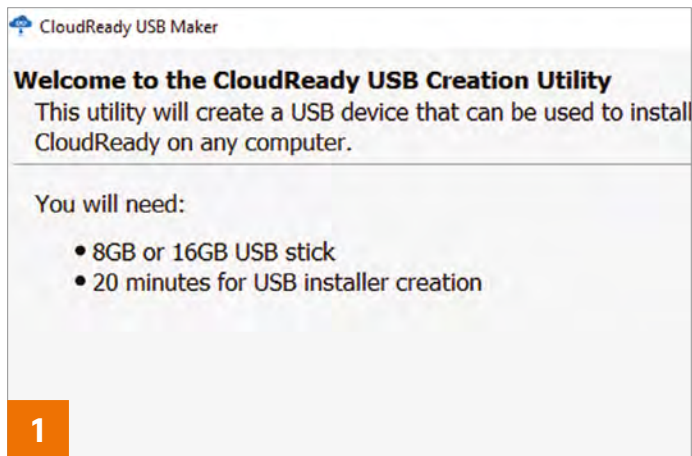 CloudReady USB Maker
Welcome to the CloudReady USB Creation Utility
This utility will create a USB device that can be used to install
CloudReady on any computer.
You will need:
• 8GB or 16GB USB stick
• 20 minutes for USB installer creation
1